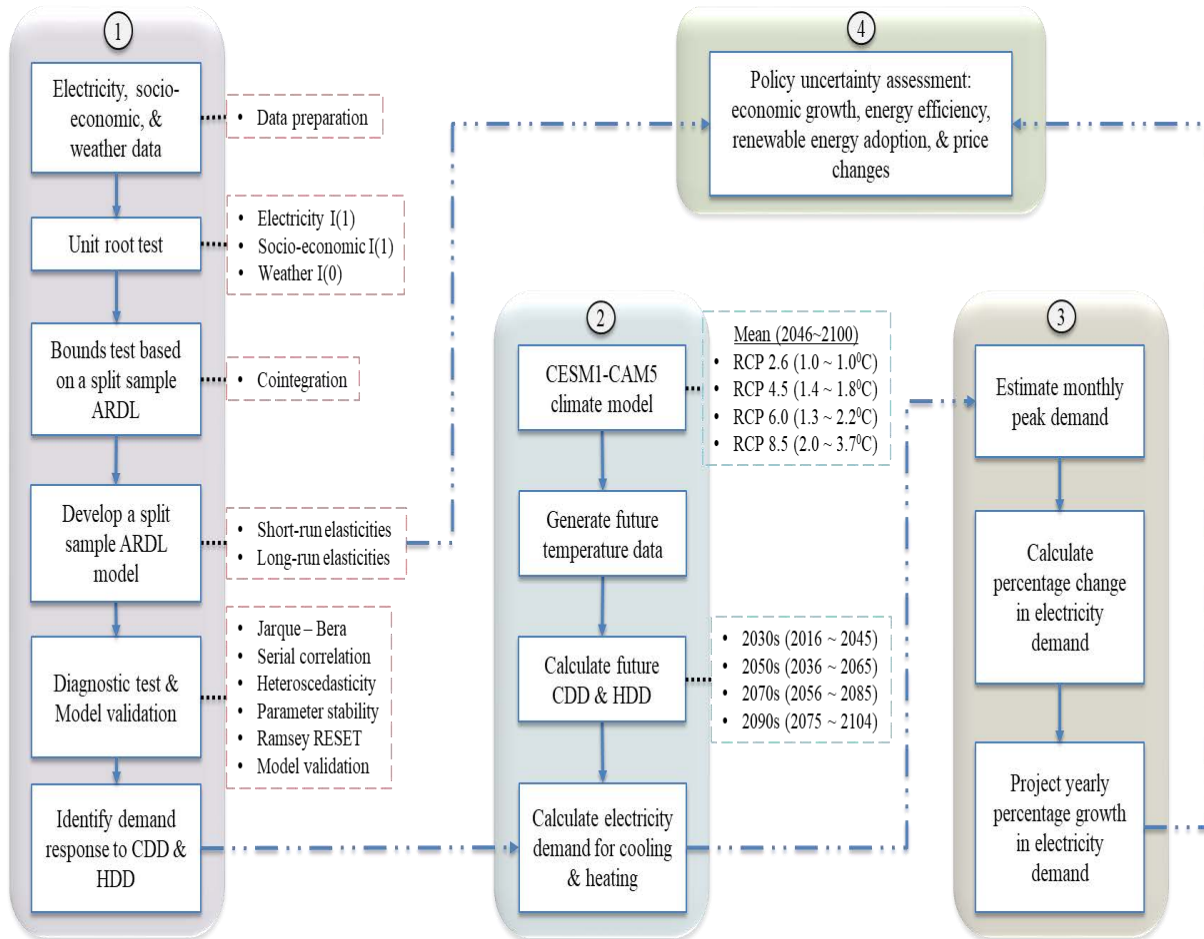 1
Electricity, socio-
economic, &
weather data
• Data preparation
Unit root test
• Electricity I(1)
• Socio-economic I(1)
• Weather I(0)
Bounds test based
on a split sample
ARDL
• Cointegration
Develop a split
sample ARDL
model
• Short-run elasticities
• Long-run elasticities
Diagnostic test &
Model validation
• Jarque – Bera
• Serial correlation
• Heteroscedasticity
• Parameter stability
• Ramsey RESET
• Model validation
Identify demand
response to CDD &
HDD
2
CESM1-CAM5
climate model
Mean (2046~2100)
• RCP 2.6 (1.0 ~ 1.0⁰C)
• RCP 4.5 (1.4 ~ 1.8⁰C)
• RCP 6.0 (1.3 ~ 2.2⁰C)
• RCP 8.5 (2.0 ~ 3.7⁰C)
Generate future
temperature data
Calculate future
CDD & HDD
• 2030s (2016 ~ 2045)
• 2050s (2036 ~ 2065)
• 2070s (2056 ~ 2085)
• 2090s (2075 ~ 2104)
Calculate electricity
demand for cooling
& heating
3
Estimate monthly
peak demand
Calculate
percentage change
in electricity
demand
Project yearly
percentage growth
in electricity
demand
4
Policy uncertainty assessment:
economic growth, energy efficiency,
renewable energy adoption, & price
changes